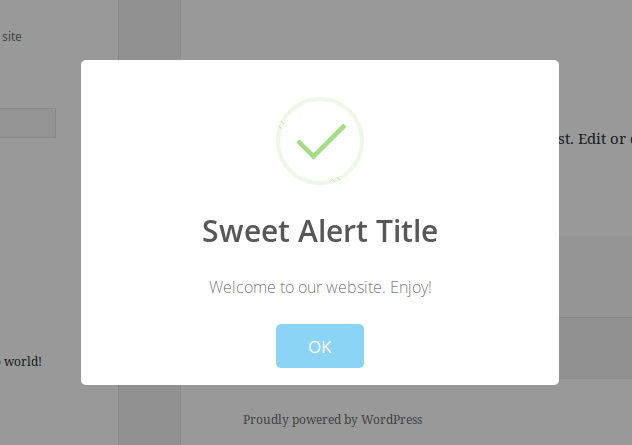 site
st. Edit or
Sweet Alert Title
Welcome to our website. Enjoy!
OK
world!
Proudly powered by WordPress